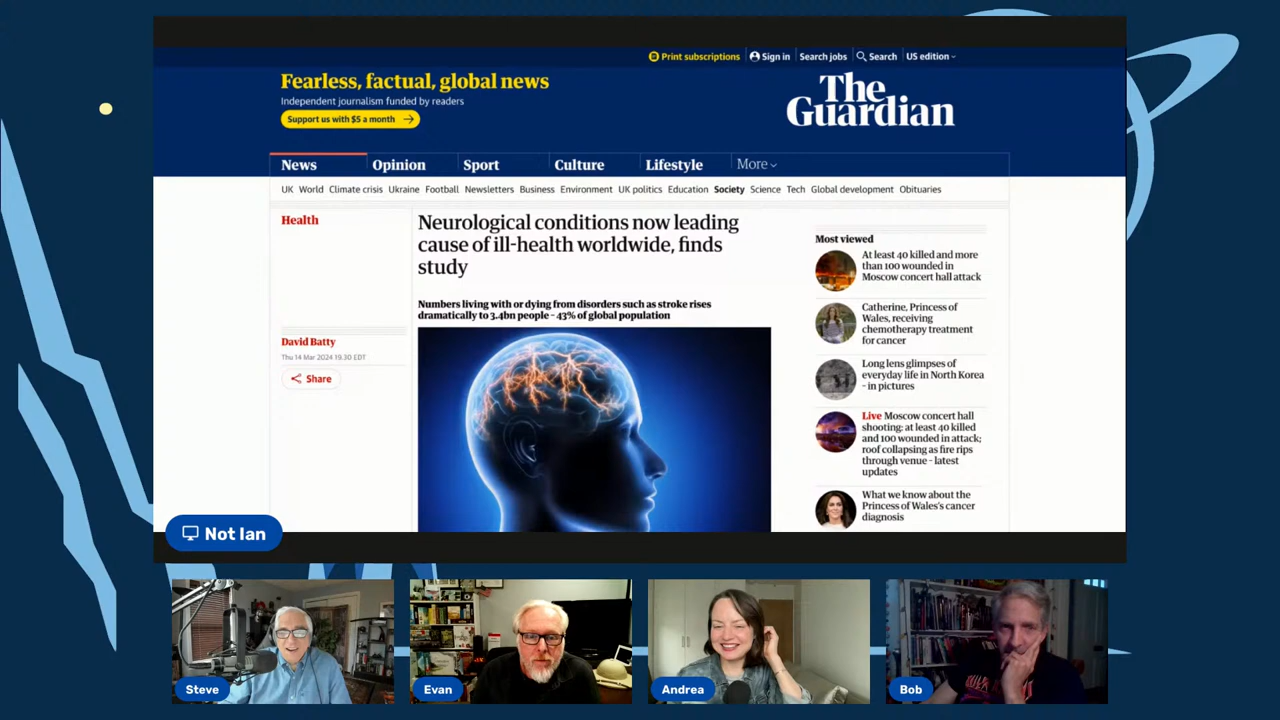 Print subscriptions
Sign in
Search jobs
Search
US edition
Fearless, factual, global news
Independent journalism funded by readers
Support us with $5 a month
The
Guardian
News
Opinion
Sport
Culture
Lifestyle
More
UK World Climate crisis Ukraine Football Newsletters Business Environment UK politics Education Society Science Tech Global development Obituaries
Health
Neurological conditions now leading
cause of ill-health worldwide, finds
study
Numbers living with or dying from disorders such as stroke rises
dramatically to 3.4bn people – 43% of global population
David Batty
Thu 14 Mar 2024 19.30 EDT
Share
Most viewed
At least 40 killed and more
than 100 wounded in
Moscow concert hall attack
Catherine, Princess of
Wales, receiving
chemotherapy treatment
for cancer
Long lens glimpses of
everyday life in North Korea
– in pictures
Live Moscow concert hall
shooting: at least 40 killed
and 100 wounded in attack;
roof collapsing as fire rips
through venue – latest
updates
What we know about the
Princess of Wales's cancer
diagnosis
Not Ian
Steve
Evan
Andrea
Bob